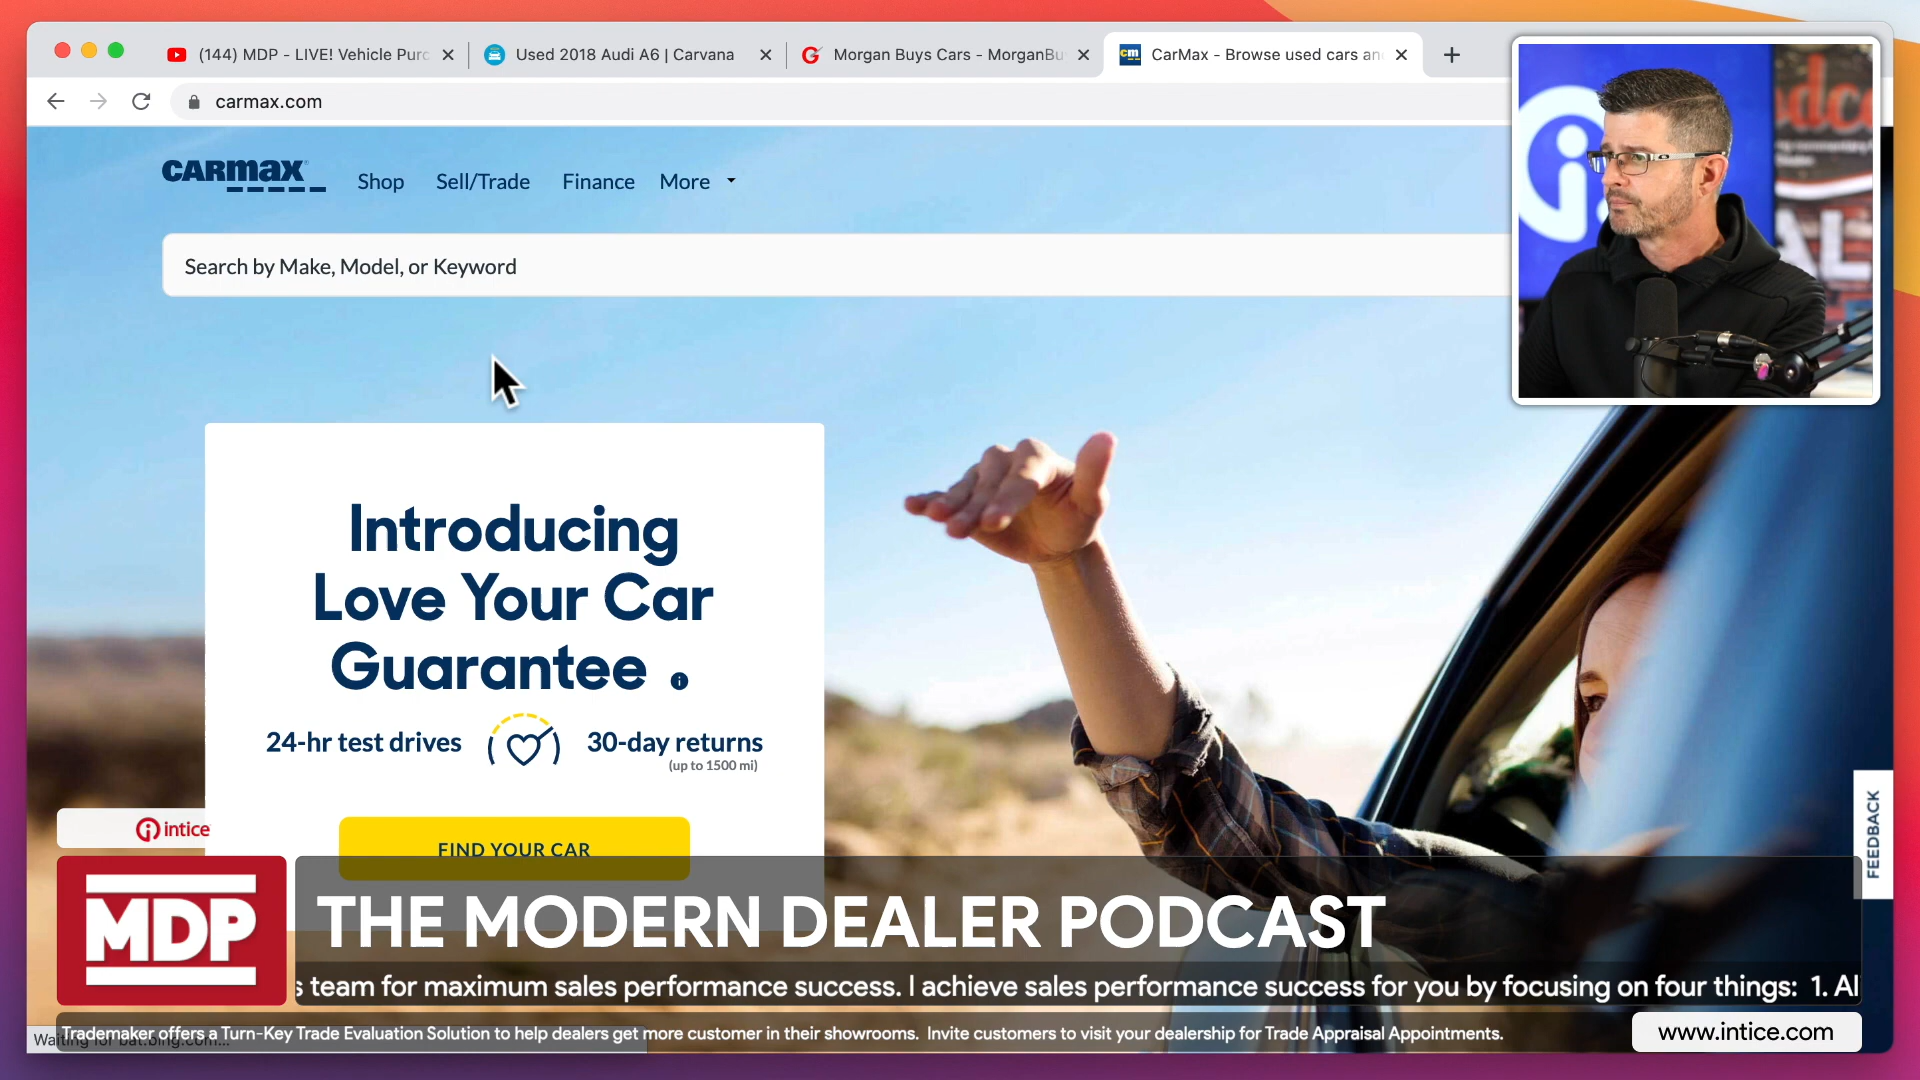 (144) MDP - LIVE! Vehicle Purc
Used 2018 Audi A6 | Carvana
Morgan Buys Cars - MorganBu
CarMax - Browse used cars an
carmax.com
CARMAX
Shop
Sell/Trade
Finance
More
Search by Make, Model, or Keyword
Introducing
Love Your Car
Guarantee
24-hr test drives
30-day returns
(up to 1500 mi)
FIND YOUR CAR
FEEDBACK
intice
MDP
THE MODERN DEALER PODCAST
s team for maximum sales performance success. I achieve sales performance success for you by focusing on four things: 1. Al
Trademaker offers a Turn-Key Trade Evaluation Solution to help dealers get more customer in their showrooms. Invite customers to visit your dealership for Trade Appraisal Appointments.
www.intice.com